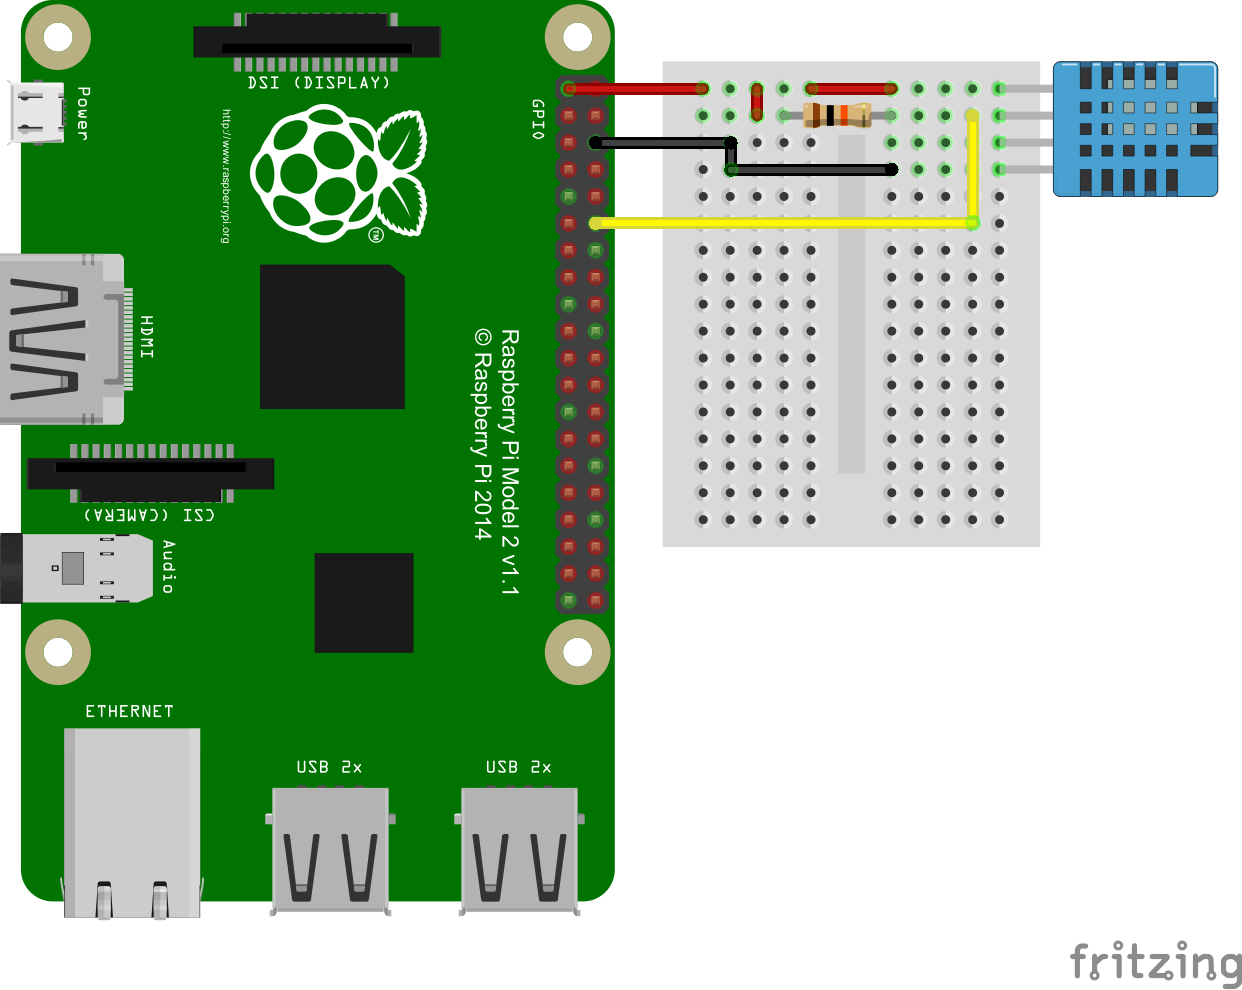 DSI (DISPLAY)
Power
GPIO
http://www.raspberrypi.org
TM
HDMI
Raspberry Pi Model 2 v1.1
© Raspberry Pi 2014
CSI (CAMERA)
Audio
ETHERNET
USB 2x
USB 2x
fritzing